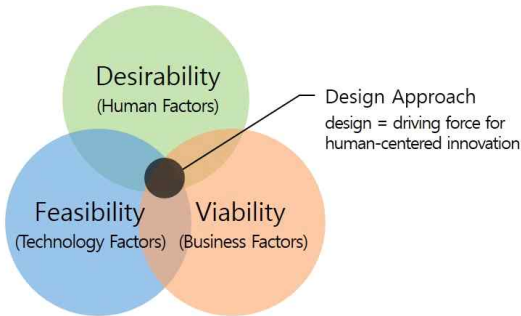 Desirability
(Human Factors)
Design Approach
design = driving force for
human-centered innovation
Feasibility
(Technology Factors)
Viability
(Business Factors)